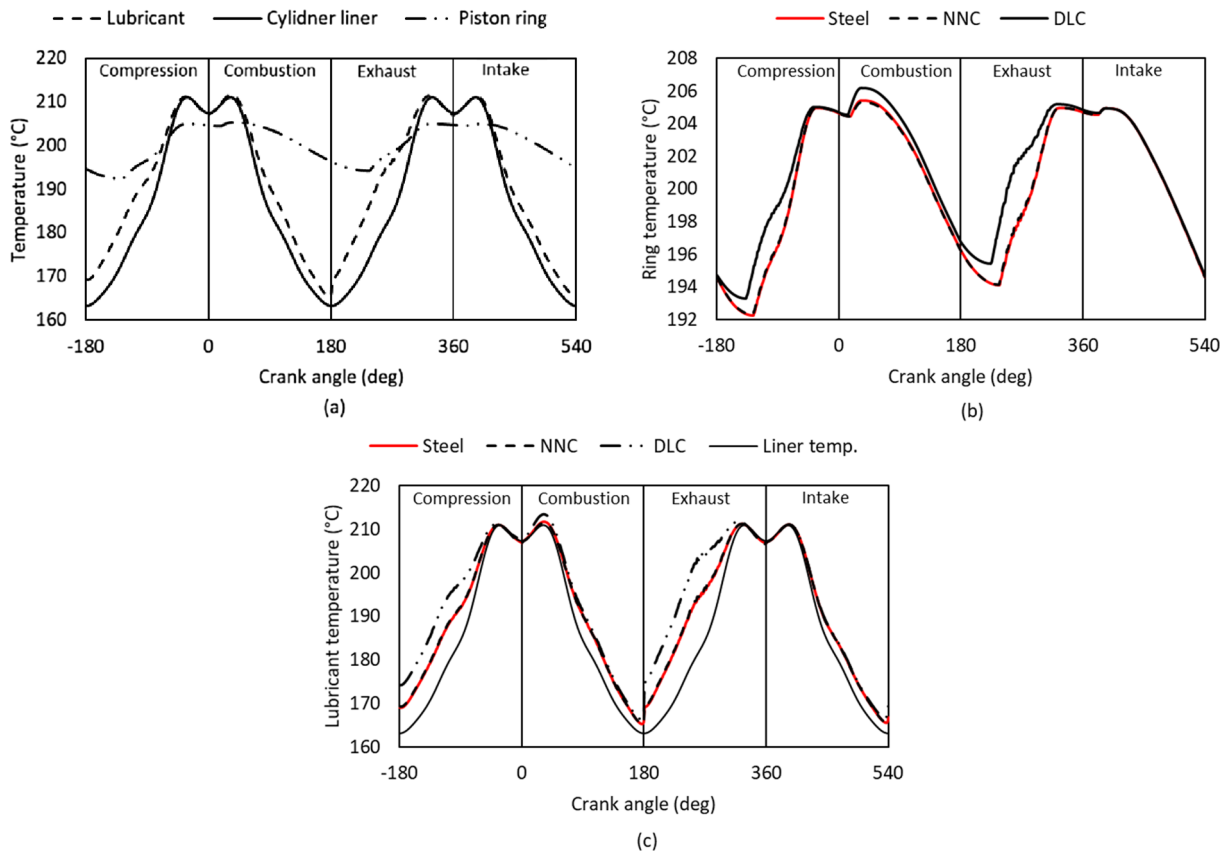 Lubricant Cylidner liner Piston ring
220
210
200
190
180
170
160
Temperature (°C)
Compression Combustion Exhaust Intake
-180 0 180 360 540
Crank angle (deg)
(a)
Steel NNC DLC
208
206
204
202
200
198
196
194
192
Ring temperature (°C)
Compression Combustion Exhaust Intake
-180 0 180 360 540
Crank angle (deg)
(b)
Steel NNC DLC Liner temp.
220
210
200
190
180
170
160
Lubricant temperature (°C)
Compression Combustion Exhaust Intake
-180 0 180 360 540
Crank angle (deg)
(c)